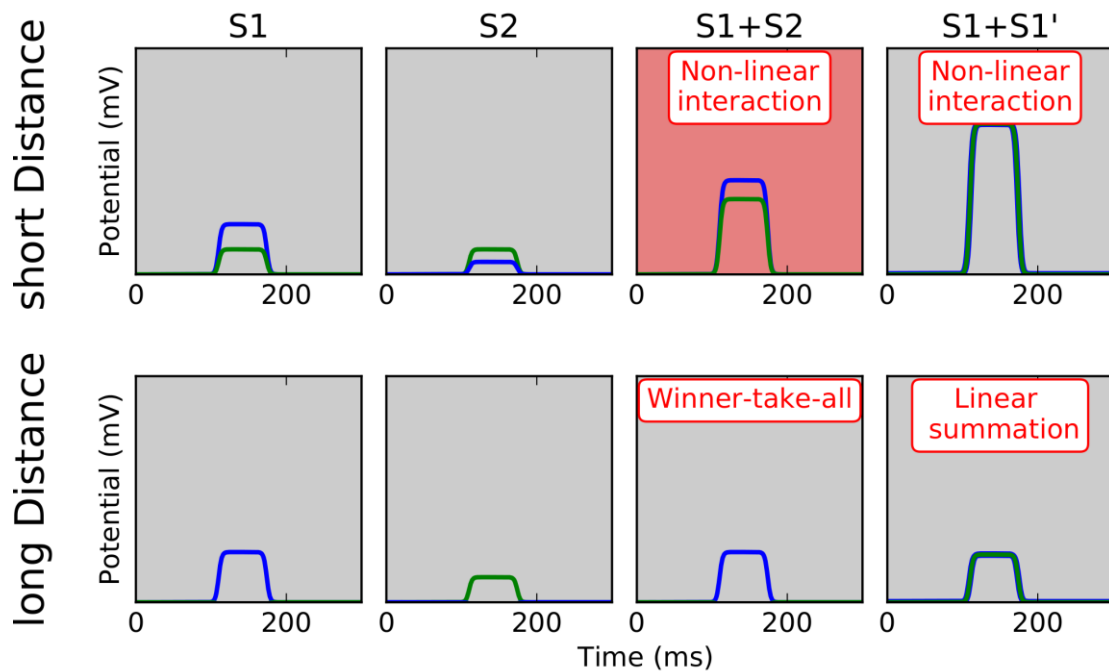 S1
S2
S1+S2
S1+S1'
short Distance
Potential (mV)
Non-linear
interaction
Non-linear
interaction
0
200
0
200
0
200
0
200
long Distance
Potential (mV)
Winner-take-all
Linear
summation
0
200
0
200
0
200
0
200
Time (ms)